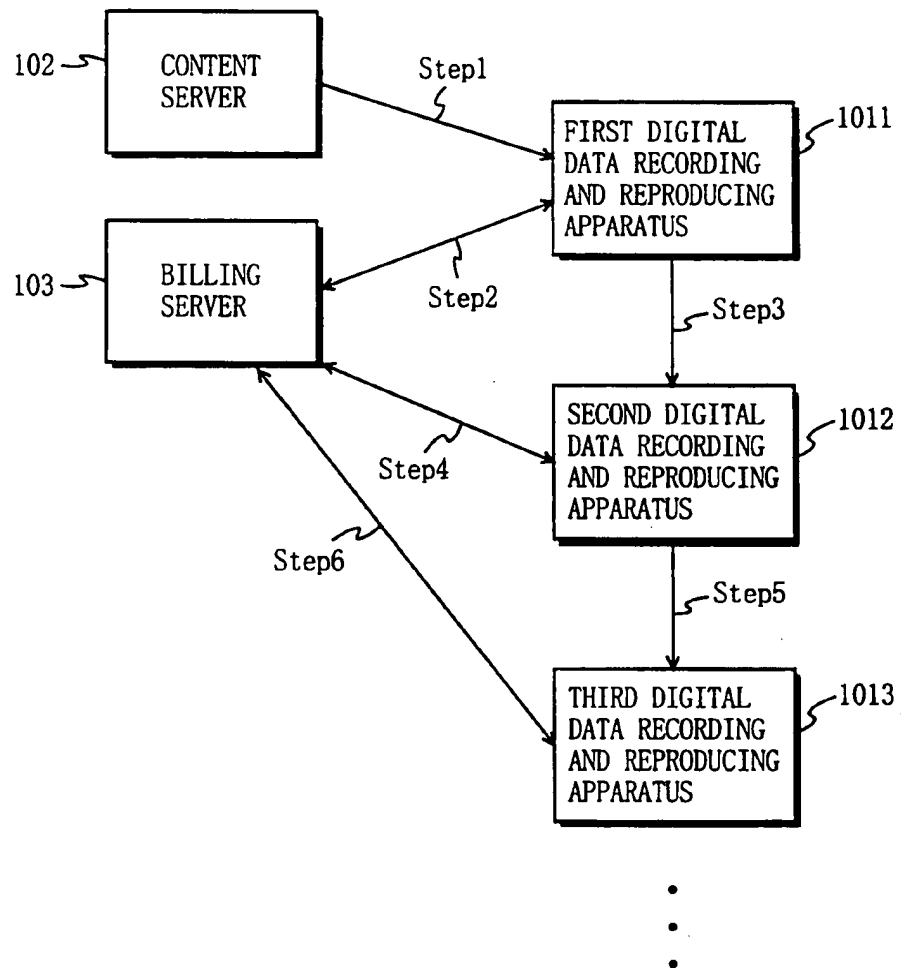 102
CONTENT
SERVER
Step1
FIRST DIGITAL
DATA RECORDING
AND REPRODUCING
APPARATUS
1011
103
BILLING
SERVER
Step2
Step3
SECOND DIGITAL
DATA RECORDING
AND REPRODUCING
APPARATUS
1012
Step4
Step6
Step5
THIRD DIGITAL
DATA RECORDING
AND REPRODUCING
APPARATUS
1013